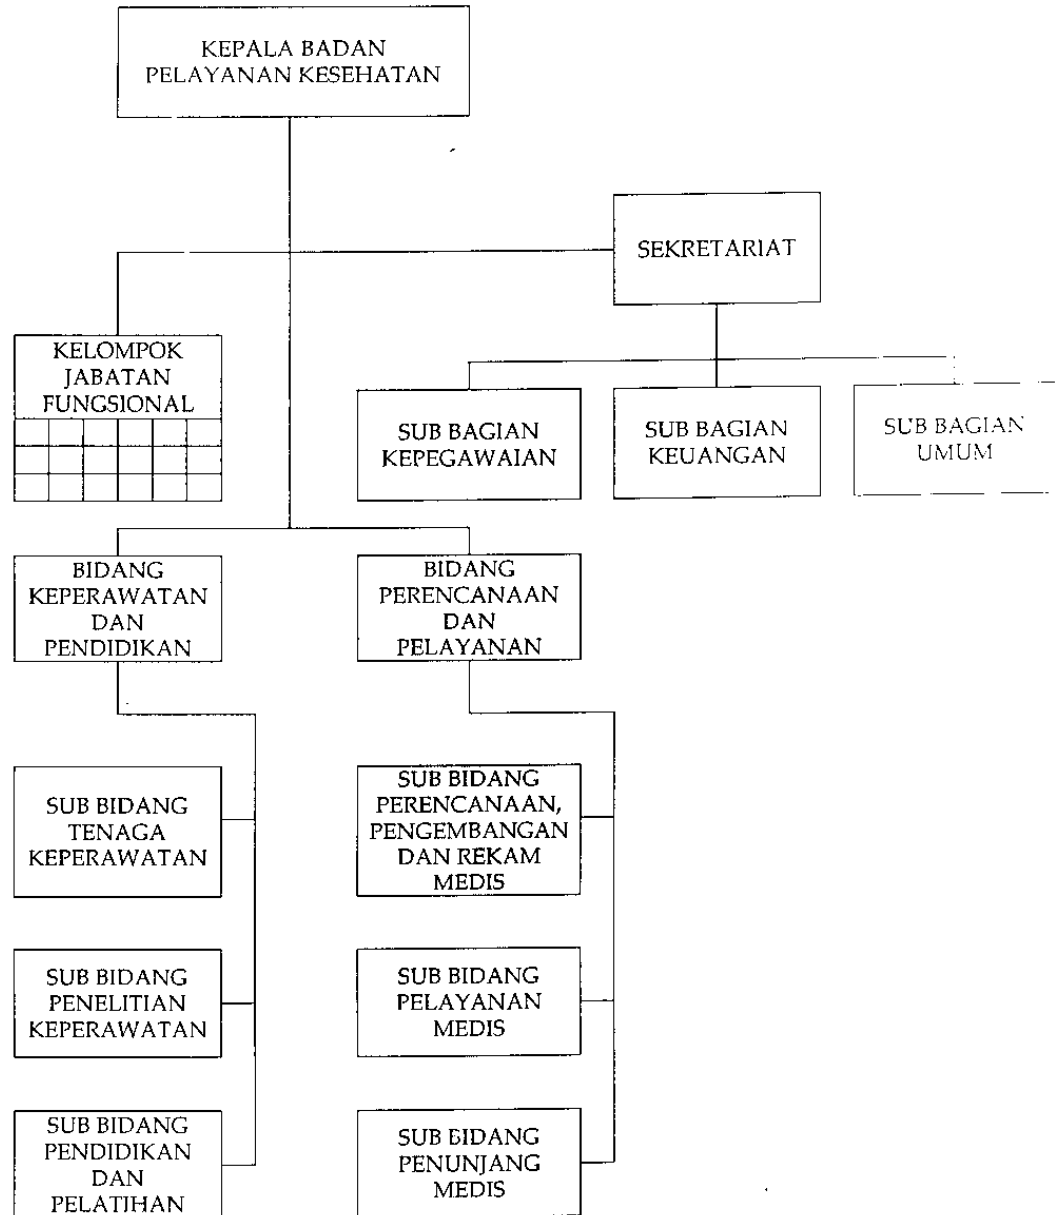 KEPALA BADAN
PELAYANAN KESEHATAN
SEKRETARIAT
KELOMPOK
JABATAN
FUNGSIONAL
SUB BAGIAN
KEPEGAWAIAN
SUB BAGIAN
KEUANGAN
SUB BAGIAN
UMUM
BIDANG
KEPERAWATAN
DAN
PENDIDIKAN
BIDANG
PERENCANAAN
DAN
PELAYANAN
SUB BIDANG
TENAGA
KEPERAWATAN
SUB BIDANG
PERENCANAAN,
PENGEMBANGAN
DAN REKAM
MEDIS
SUB BIDANG
PENELITIAN
KEPERAWATAN
SUB BIDANG
PELAYANAN
MEDIS
SUB BIDANG
PENDIDIKAN
DAN
PELATIHAN
SUB BIDANG
PENUNJANG
MEDIS